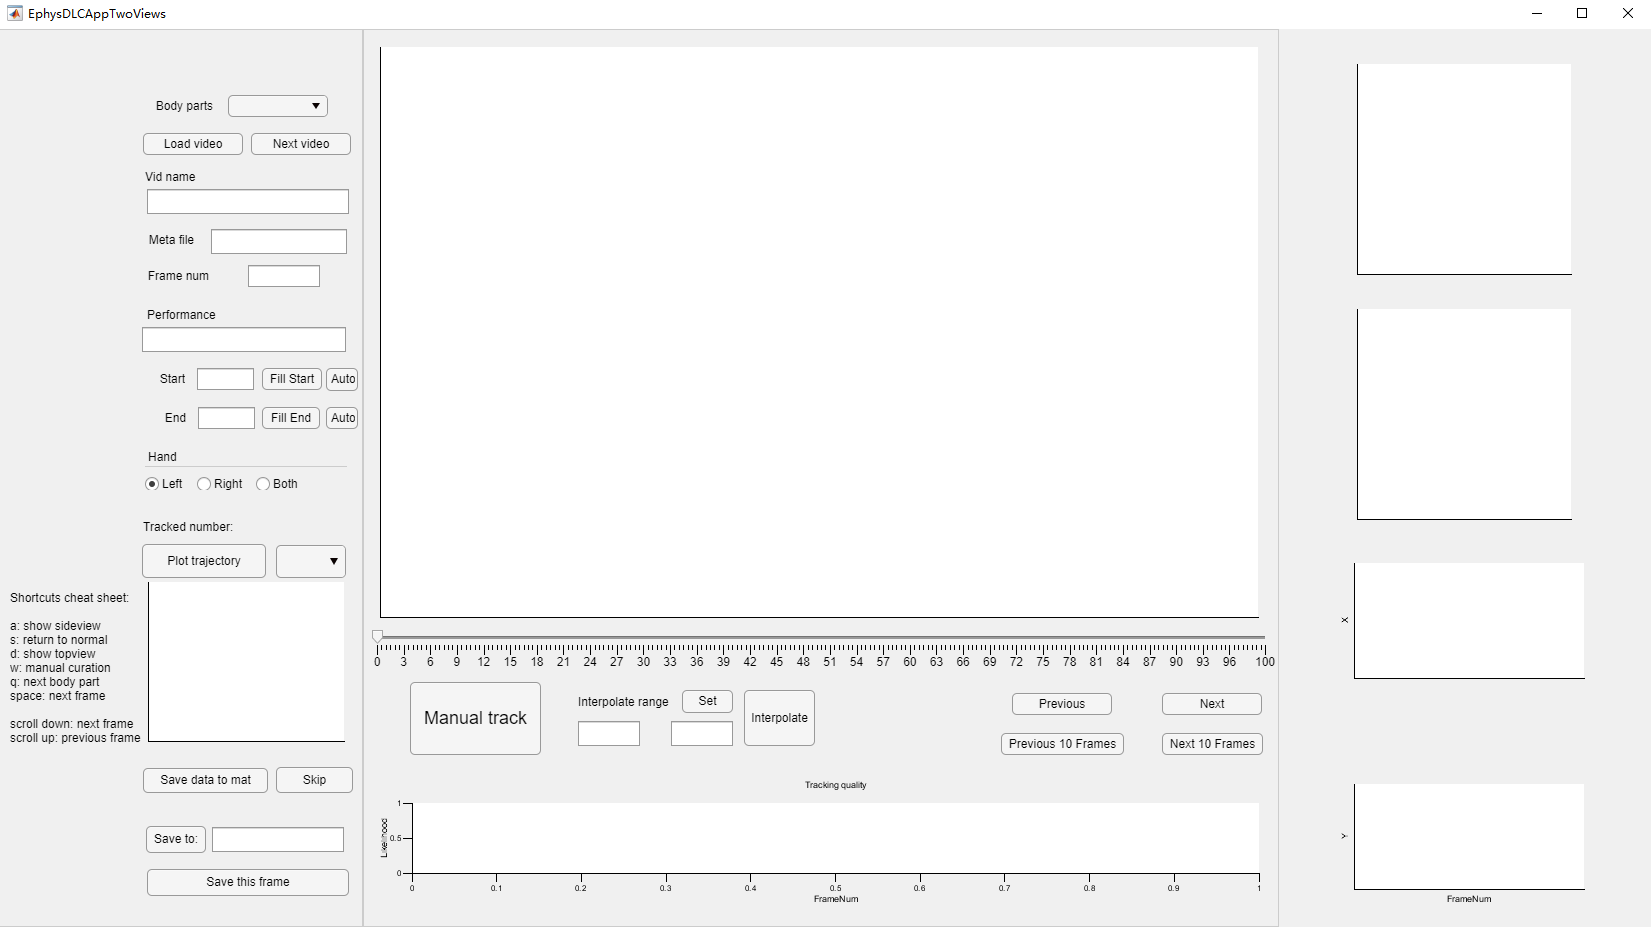 EphysDLCAppTwoViews
Body parts
Load video
Next video
Vid name
Meta file
Frame num
Performance
Start
Fill Start
Auto
End
Fill End
Auto
Hand
Left
Right
Both
Tracked number:
Plot trajectory
Shortcuts cheat sheet:
a: show sideview
s: return to normal
d: show topview
w: manual curation
q: next body part
space: next frame
scroll down: next frame
scroll up: previous frame
Save data to mat
Skip
Save to:
Save this frame
0 3 6 9 12 15 18 21 24 27 30 33 36 39 42 45 48 51 54 57 60 63 66 69 72 75 78 81 84 87 90 93 96 100
Manual track
Interpolate range
Set
Interpolate
Previous
Next
Previous 10 Frames
Next 10 Frames
Tracking quality
Likelihood
1
0.5
0
0 0.1 0.2 0.3 0.4 0.5 0.6 0.7 0.8 0.9 1
FrameNum
X
Y
FrameNum